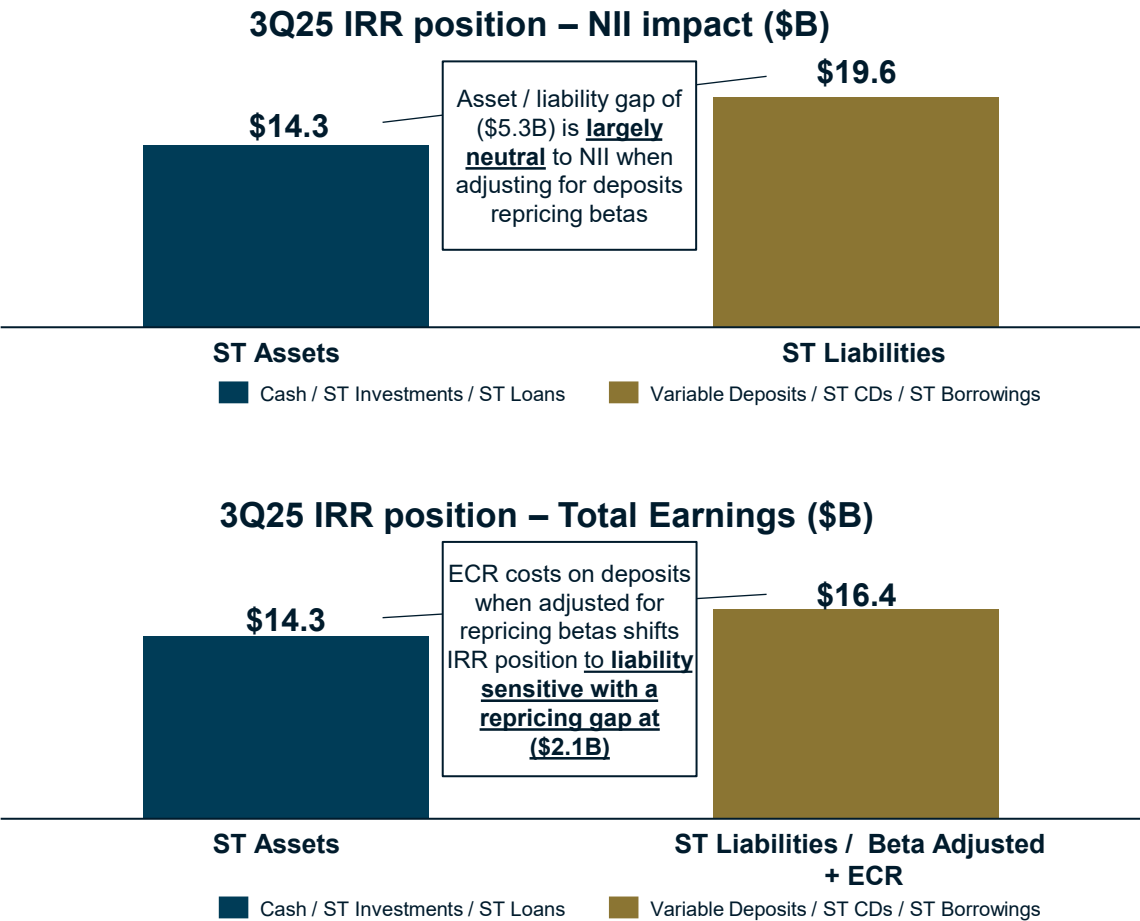 3Q25 IRR position – NII impact ($B)
$14.3
Asset / liability gap of
($5.3B) is largely
neutral to NII when
adjusting for deposits
repricing betas
$19.6
ST Assets
ST Liabilities
Cash / ST Investments / ST Loans
Variable Deposits / ST CDs / ST Borrowings
3Q25 IRR position – Total Earnings ($B)
$14.3
ECR costs on deposits
when adjusted for
repricing betas shifts
IRR position to liability
sensitive with a
repricing gap at
($2.1B)
$16.4
ST Assets
ST Liabilities / Beta Adjusted
+ ECR
Cash / ST Investments / ST Loans
Variable Deposits / ST CDs / ST Borrowings